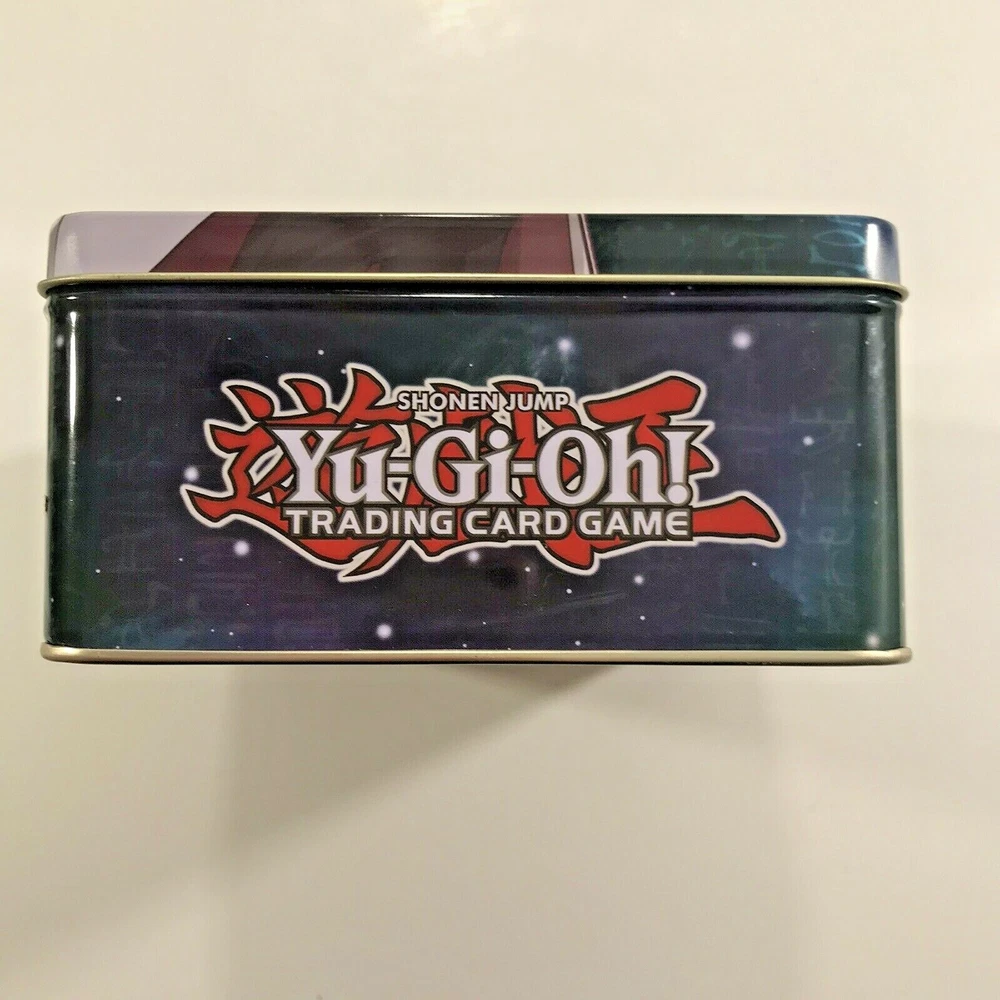 SHONEN JUMP
遊戯王
Yu-Gi-Oh!
TRADING CARD GAME